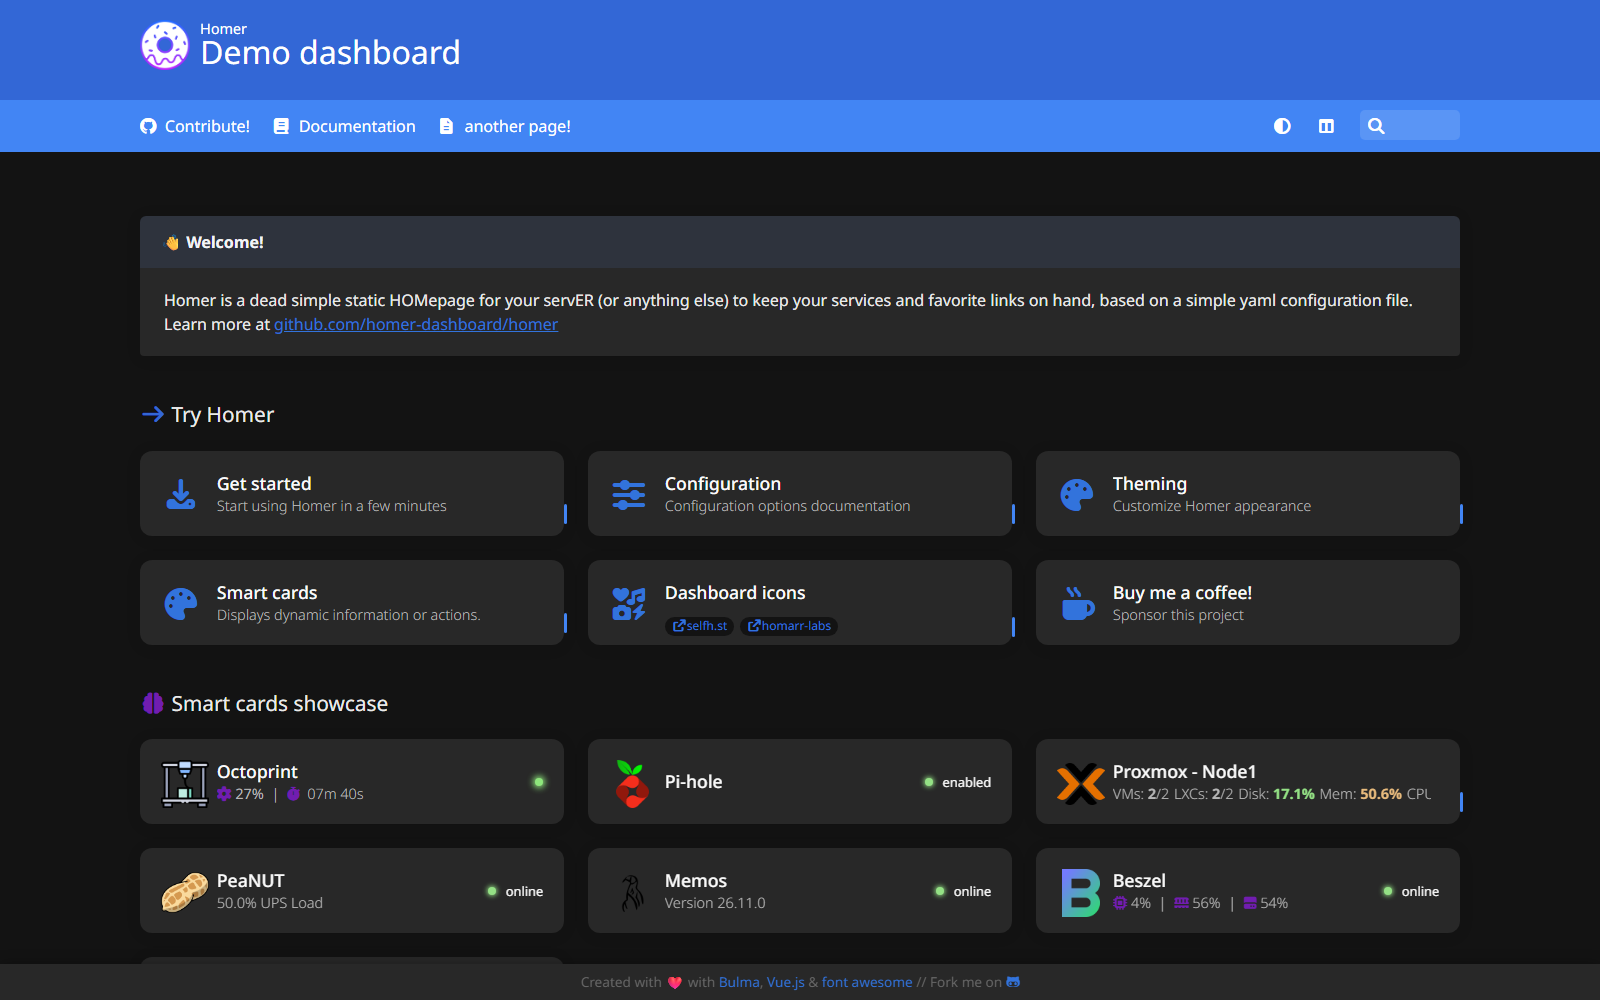 Homer
Demo dashboard
Contribute!
Documentation
another page!
👋 Welcome!
Homer is a dead simple static HOMepage for your servER (or anything else) to keep your services and favorite links on hand, based on a simple yaml configuration file.
Learn more at github.com/homer-dashboard/homer
Try Homer
Get started
Start using Homer in a few minutes
Configuration
Configuration options documentation
Theming
Customize Homer appearance
Smart cards
Displays dynamic information or actions.
Dashboard icons
selfh.st homarr-labs
Buy me a coffee!
Sponsor this project
Smart cards showcase
Octoprint
27% | 07m 40s
Pi-hole
enabled
Proxmox - Node1
VMs: 2/2 LXCs: 2/2 Disk: 17.1% Mem: 50.6% CPU
PeaNUT
50.0% UPS Load
online
Memos
Version 26.11.0
online
Beszel
4% | 56% | 54%
online
Created with ❤️ with Bulma, Vue.js & font awesome // Fork me on